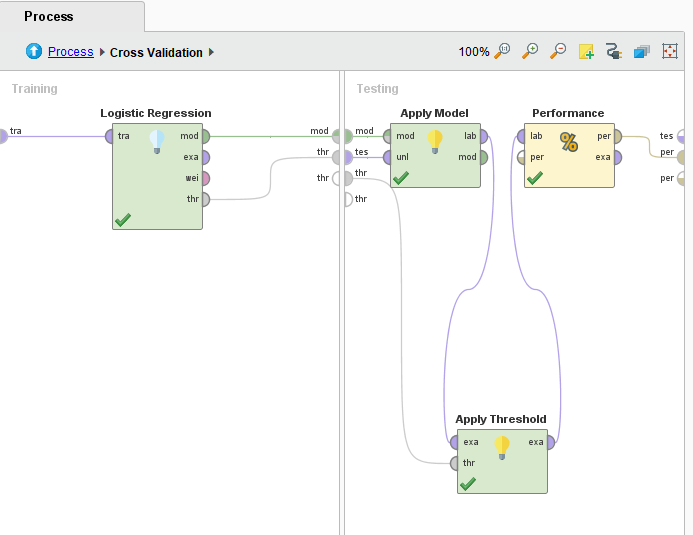 Process
Process Cross Validation 100%
Training
Testing
Logistic Regression
Apply Model
Performance
tra
tra
mod
exa
wei
thr
mod
thr
thr
mod
tes
thr
thr
mod
unl
lab
mod
lab
per
per
exa
tes
per
per
Apply Threshold
exa
thr
exa